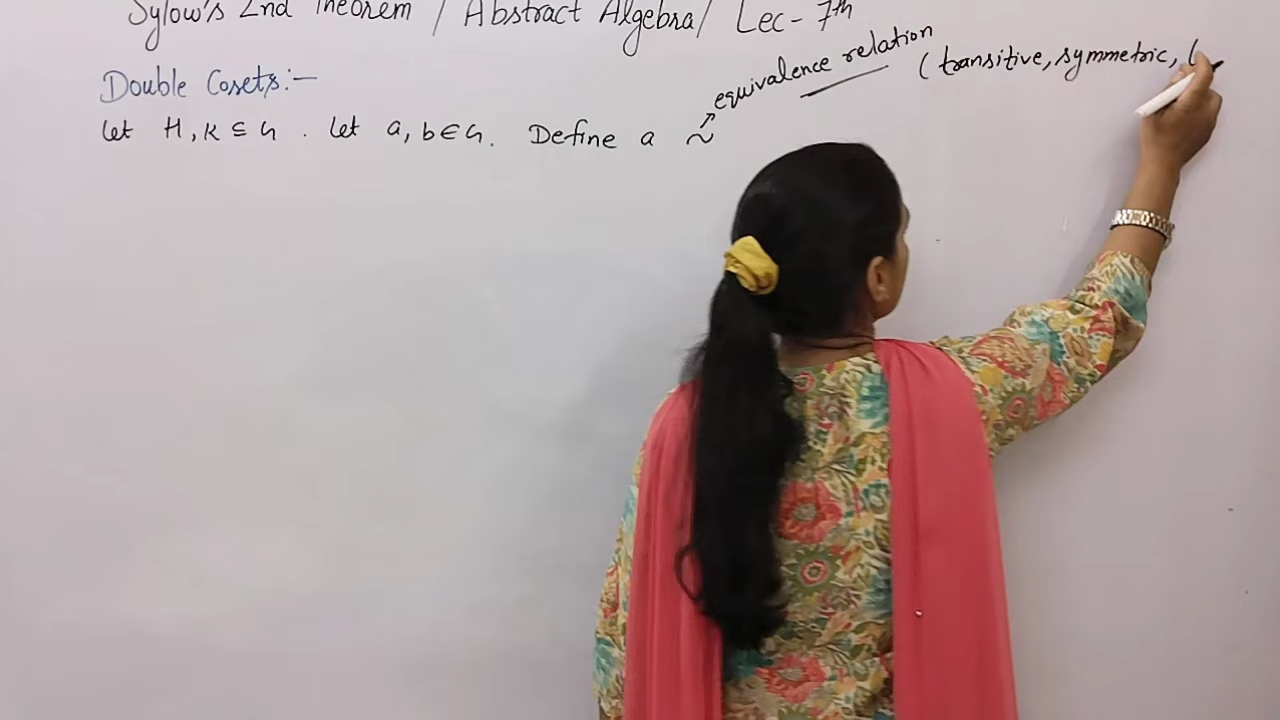 Sylow's 2nd Theorem / Abstract Algebra / Lec - 7th
Double Cosets:-
equivalence relation
(transitive, symmetric, (
Let H, K ⊆ G. Let a, b ∈ G. Define a ~